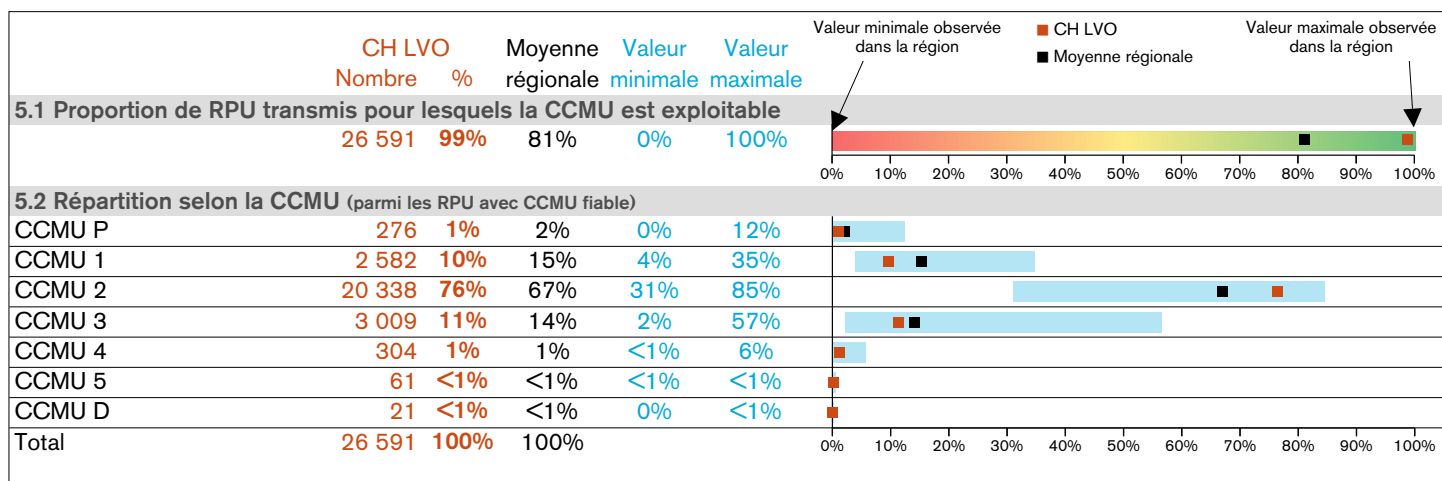 Valeur minimale observée
dans la région
CH LVO
Moyenne régionale
Valeur maximale observée
dans la région
CH LVO Moyenne Valeur Valeur
Nombre % régionale minimale maximale
5.1 Proportion de RPU transmis pour lesquels la CCMU est exploitable
26 591 99% 81% 0% 100%
0% 10% 20% 30% 40% 50% 60% 70% 80% 90% 100%
5.2 Répartition selon la CCMU (parmi les RPU avec CCMU fiable)
CCMU P 276 1% 2% 0% 12%
CCMU 1 2 582 10% 15% 4% 35%
CCMU 2 20 338 76% 67% 31% 85%
CCMU 3 3 009 11% 14% 2% 57%
CCMU 4 304 1% 1% <1% 6%
CCMU 5 61 <1% <1% <1% <1%
CCMU D 21 <1% <1% 0% <1%
Total 26 591 100% 100%
0% 10% 20% 30% 40% 50% 60% 70% 80% 90% 100%